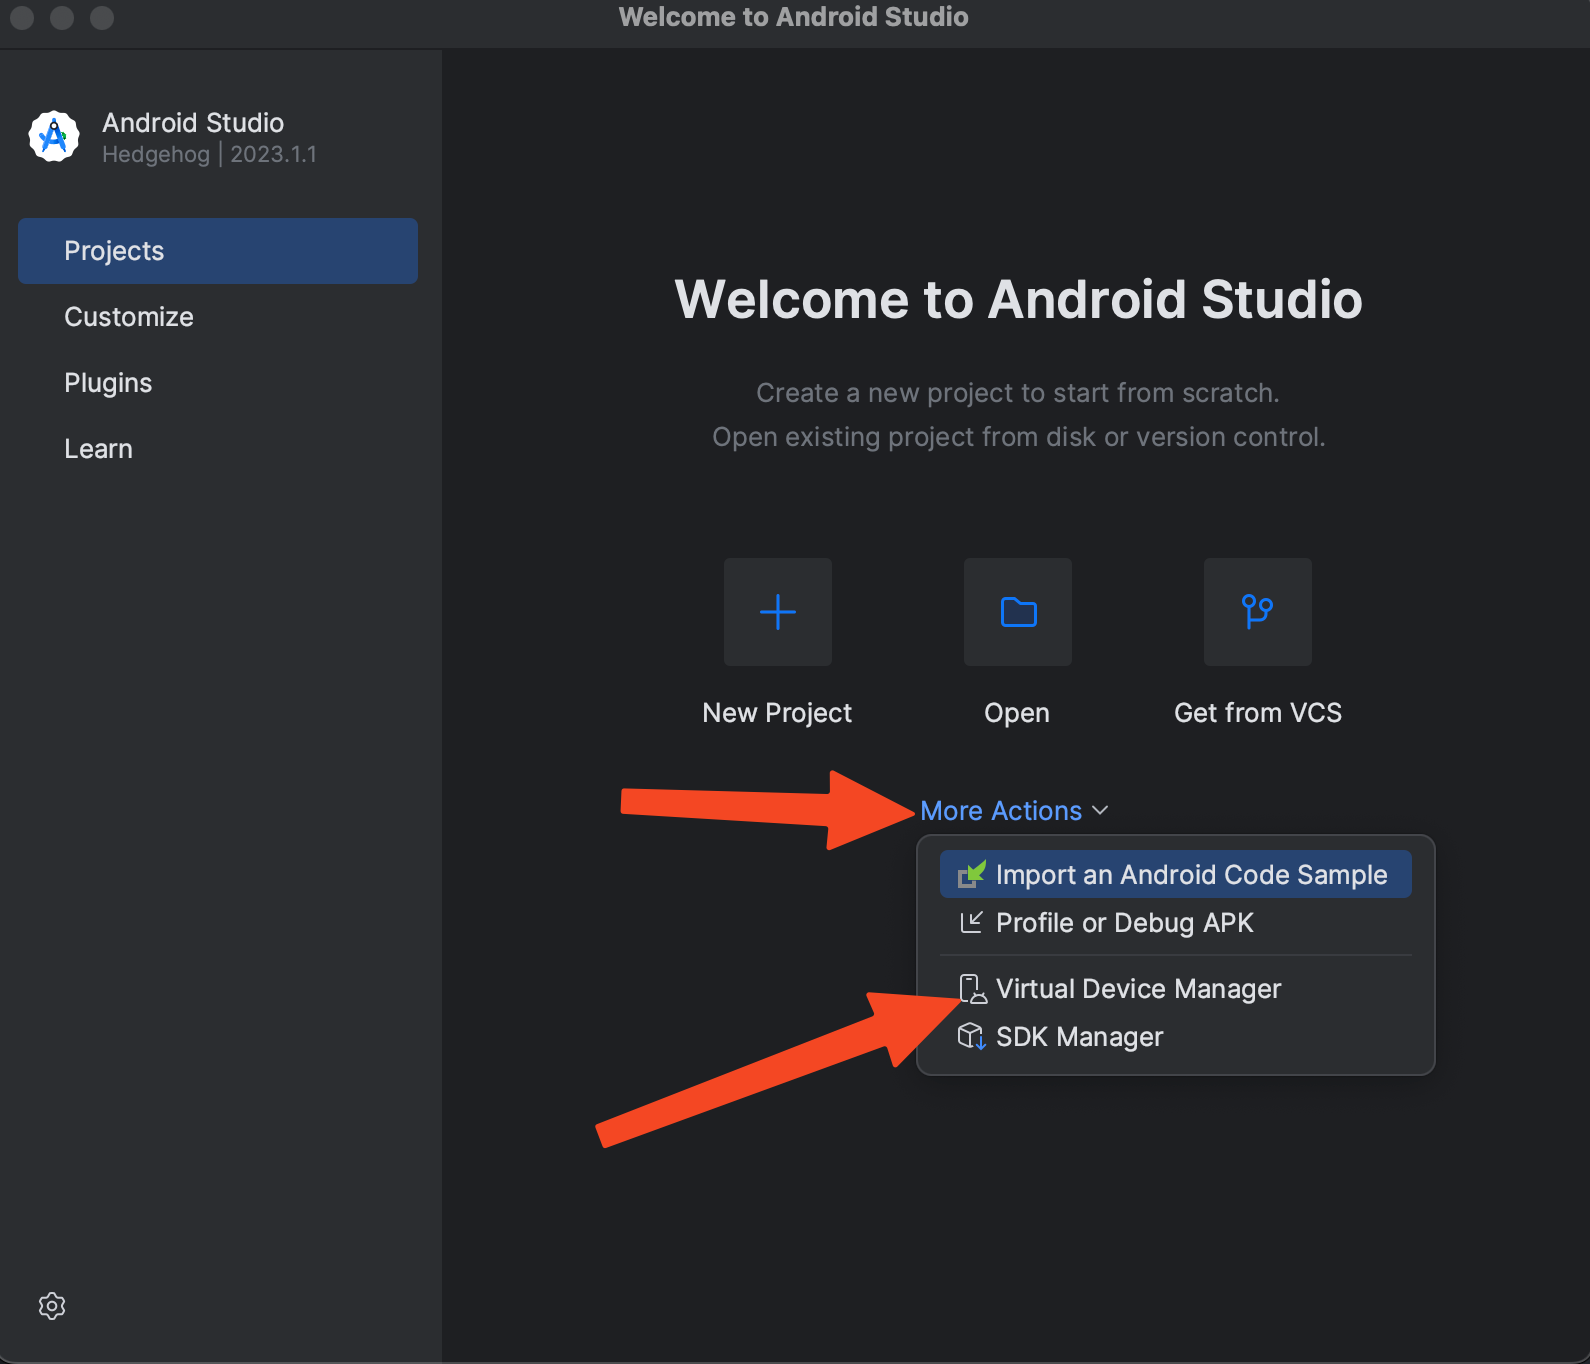 Welcome to Android Studio
Android Studio
Hedgehog | 2023.1.1
Projects
Customize
Plugins
Learn
Welcome to Android Studio
Create a new project to start from scratch.
Open existing project from disk or version control.
New Project
Open
Get from VCS
More Actions
Import an Android Code Sample
Profile or Debug APK
Virtual Device Manager
SDK Manager